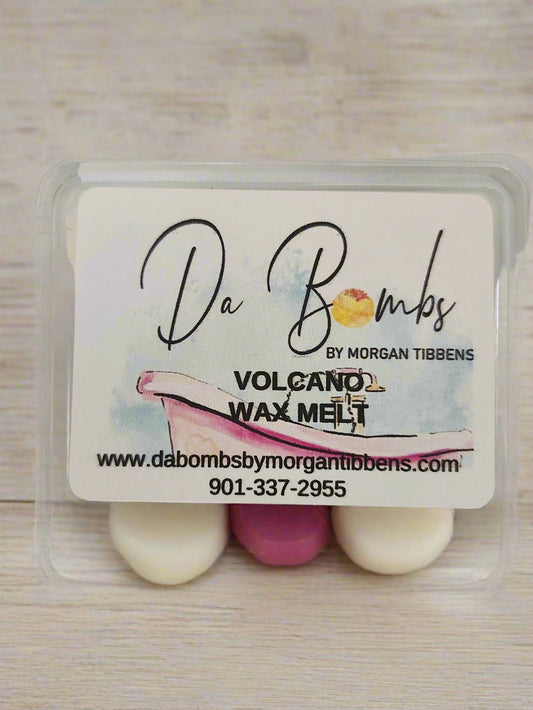 Da Bombs
BY MORGAN TIBBENS
VOLCANO
WAX MELT
www.dabombsbymorgantibbens.com
901-337-2955